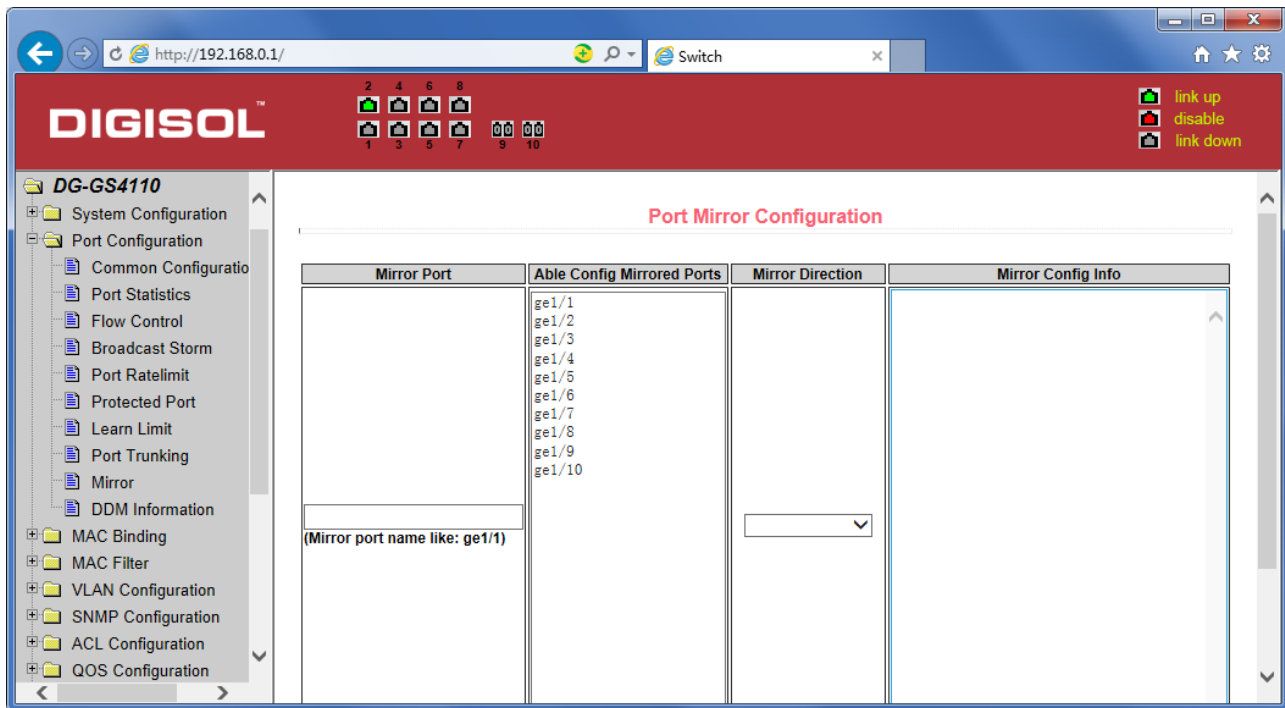 http://192.168.0.1/
Switch
DIGISOL™
2 4 6 8
1 3 5 7 9 10
link up
disable
link down
DG-GS4110
System Configuration
Port Configuration
Common Configuratio
Port Statistics
Flow Control
Broadcast Storm
Port Ratelimit
Protected Port
Learn Limit
Port Trunking
Mirror
DDM Information
MAC Binding
MAC Filter
VLAN Configuration
SNMP Configuration
ACL Configuration
QOS Configuration
Port Mirror Configuration
Mirror Port
Able Config Mirrored Ports
Mirror Direction
Mirror Config Info
(Mirror port name like: ge1/1)
ge1/1
ge1/2
ge1/3
ge1/4
ge1/5
ge1/6
ge1/7
ge1/8
ge1/9
ge1/10